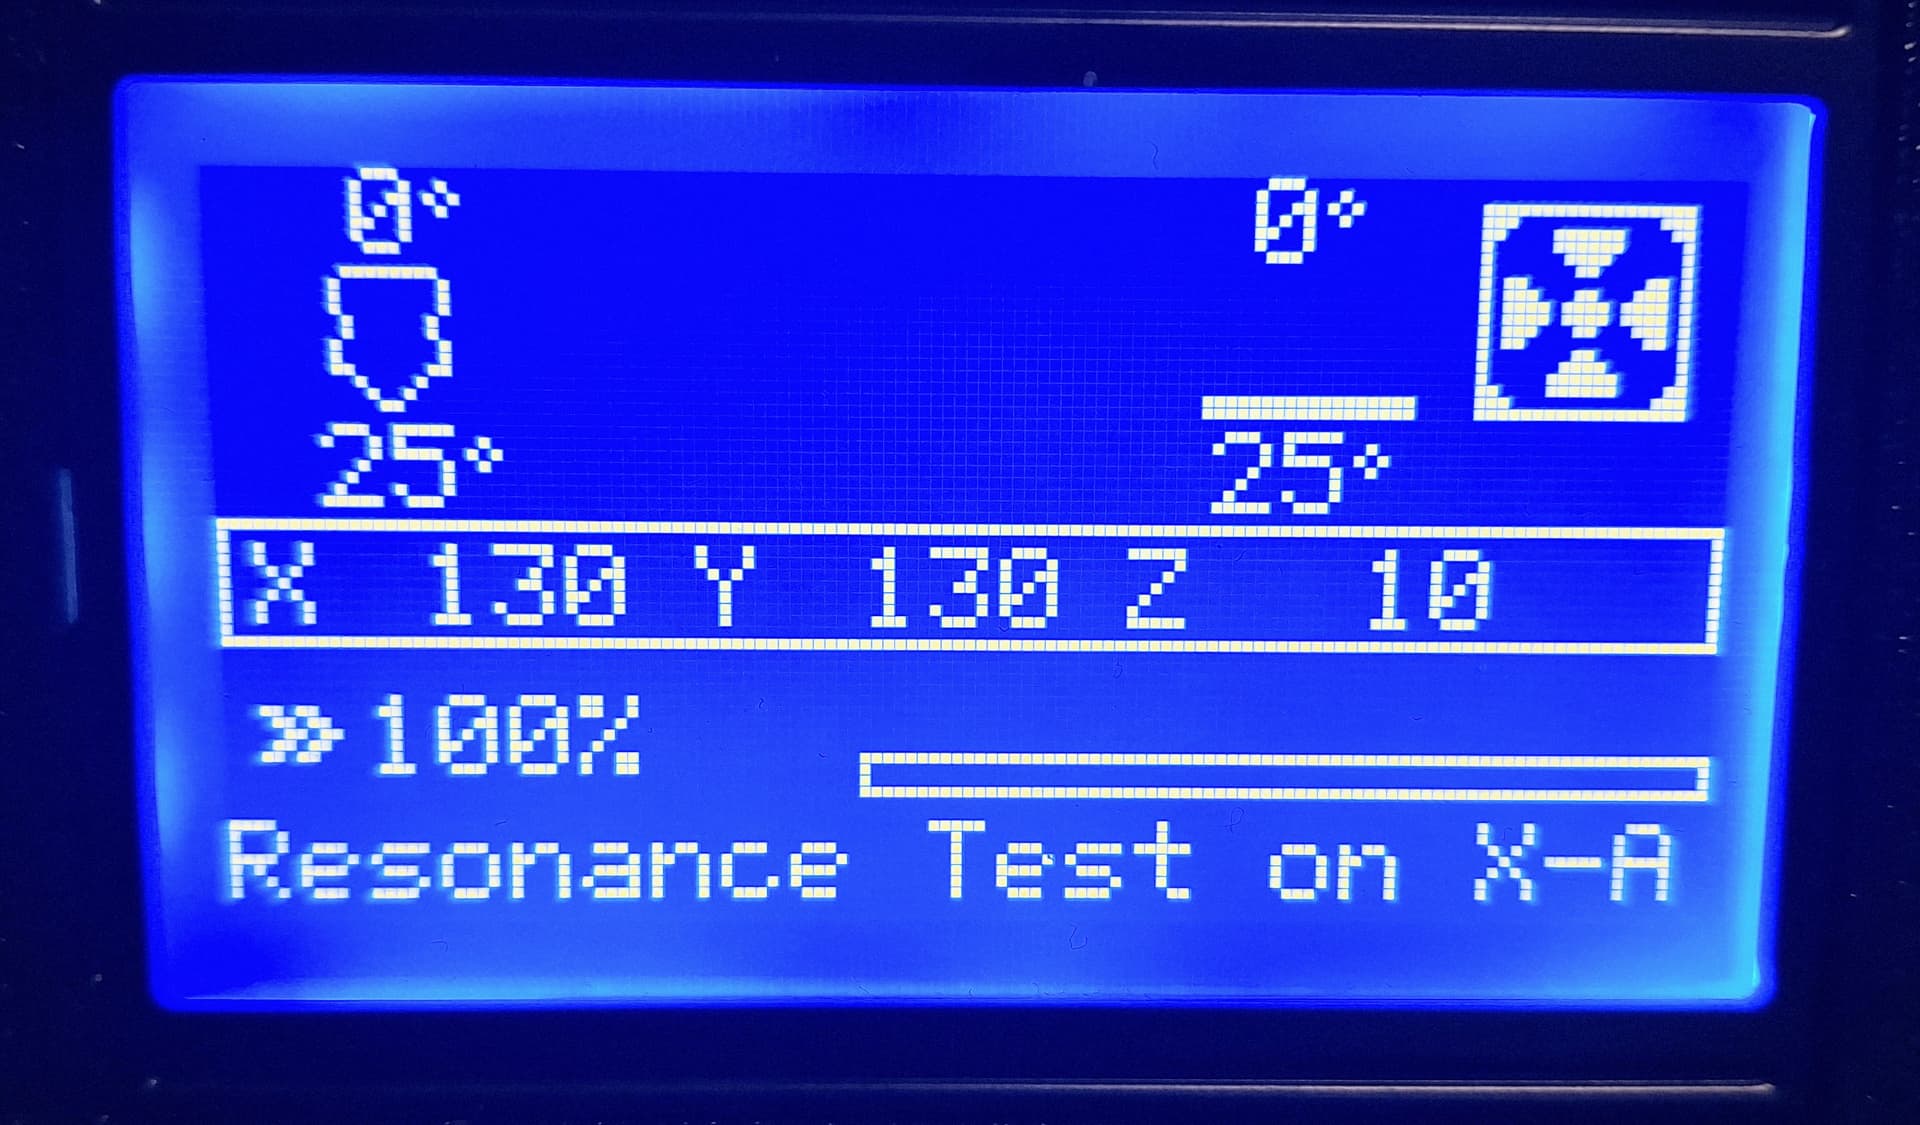 0° 0°
25° 25°
X 130 Y 130 Z 10
»100%
Resonance Test on X-A